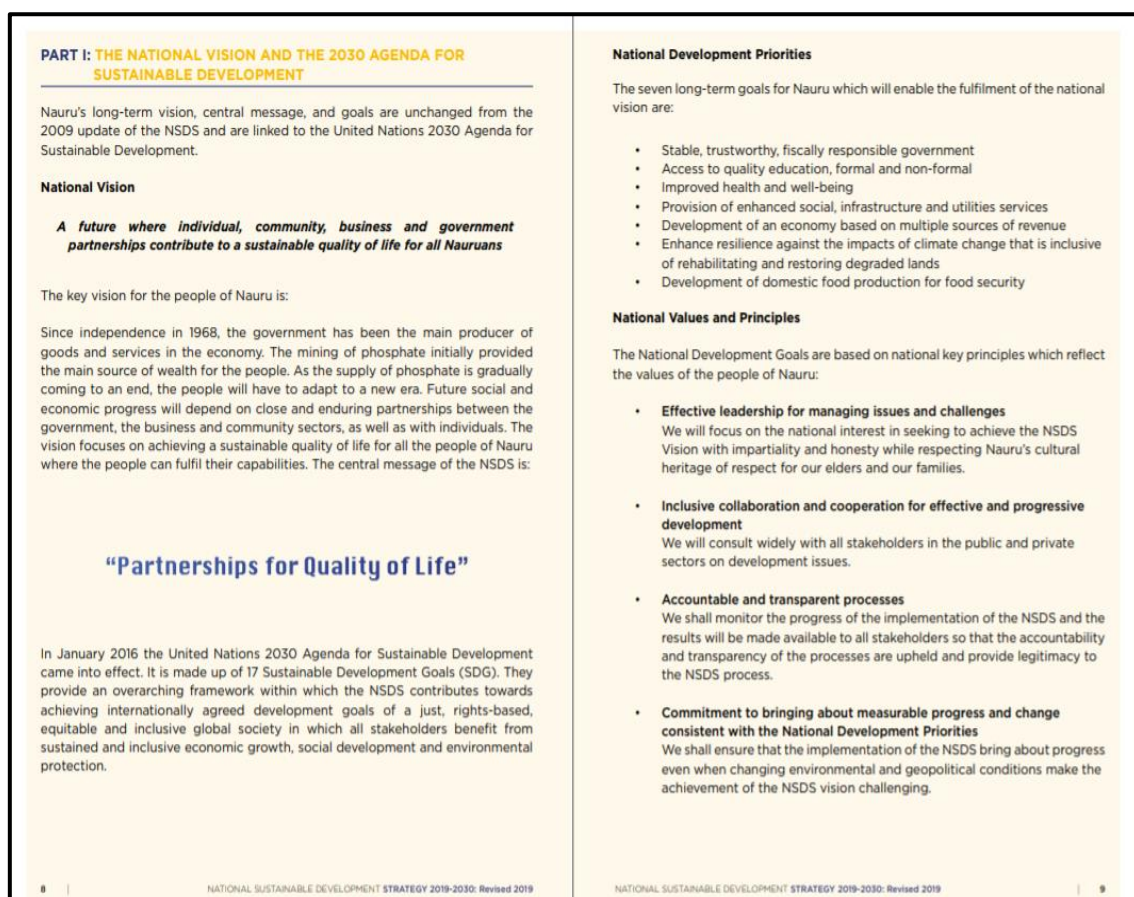 PART I: THE NATIONAL VISION AND THE 2030 AGENDA FOR
SUSTAINABLE DEVELOPMENT
Nauru's long-term vision, central message, and goals are unchanged from the
2009 update of the NSDS and are linked to the United Nations 2030 Agenda for
Sustainable Development.
National Vision
A future where individual, community, business and government
partnerships contribute to a sustainable quality of life for all Nauruans
The key vision for the people of Nauru is:
Since independence in 1968, the government has been the main producer of
goods and services in the economy. The mining of phosphate initially provided
the main source of wealth for the people. As the supply of phosphate is gradually
coming to an end, the people will have to adapt to a new era. Future social and
economic progress will depend on close and enduring partnerships between the
government, the business and community sectors, as well as with individuals. The
vision focuses on achieving a sustainable quality of life for all the people of Nauru
where the people can fulfil their capabilities. The central message of the NSDS is:
“Partnerships for Quality of Life”
In January 2016 the United Nations 2030 Agenda for Sustainable Development
came into effect. It is made up of 17 Sustainable Development Goals (SDG). They
provide an overarching framework within which the NSDS contributes towards
achieving internationally agreed development goals of a just, rights-based,
equitable and inclusive global society in which all stakeholders benefit from
sustained and inclusive economic growth, social development and environmental
protection.
8 | NATIONAL SUSTAINABLE DEVELOPMENT STRATEGY 2019-2030: Revised 2019
National Development Priorities
The seven long-term goals for Nauru which will enable the fulfilment of the national
vision are:
• Stable, trustworthy, fiscally responsible government
• Access to quality education, formal and non-formal
• Improved health and well-being
• Provision of enhanced social, infrastructure and utilities services
• Development of an economy based on multiple sources of revenue
• Enhance resilience against the impacts of climate change that is inclusive
of rehabilitating and restoring degraded lands
• Development of domestic food production for food security
National Values and Principles
The National Development Goals are based on national key principles which reflect
the values of the people of Nauru:
• Effective leadership for managing issues and challenges
We will focus on the national interest in seeking to achieve the NSDS
Vision with impartiality and honesty while respecting Nauru's cultural
heritage of respect for our elders and our families.
• Inclusive collaboration and cooperation for effective and progressive
development
We will consult widely with all stakeholders in the public and private
sectors on development issues.
• Accountable and transparent processes
We shall monitor the progress of the implementation of the NSDS and the
results will be made available to all stakeholders so that the accountability
and transparency of the processes are upheld and provide legitimacy to
the NSDS process.
• Commitment to bringing about measurable progress and change
consistent with the National Development Priorities
We shall ensure that the implementation of the NSDS bring about progress
even when changing environmental and geopolitical conditions make the
achievement of the NSDS vision challenging.
NATIONAL SUSTAINABLE DEVELOPMENT STRATEGY 2019-2030: Revised 2019 | 9